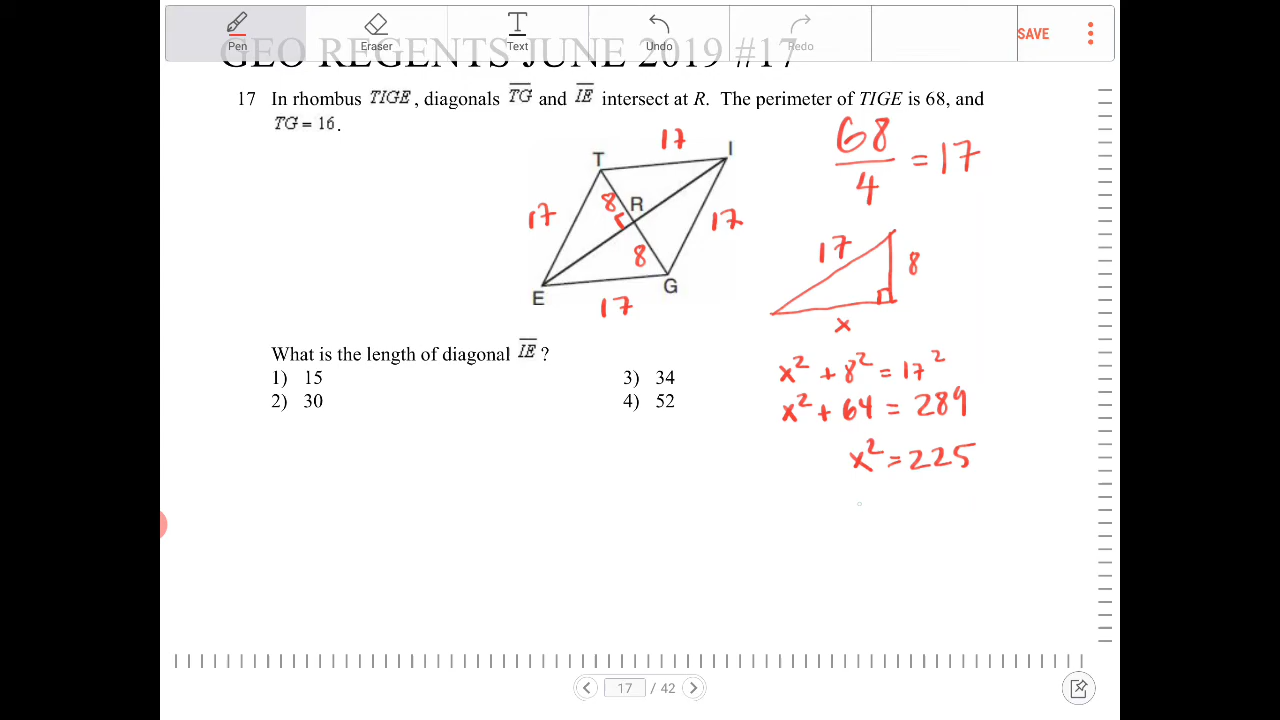 Pen Eraser Text Undo Redo SAVE
GEO REGENTS JUNE 2019 #17
17 In rhombus TIGE, diagonals TG and IE intersect at R. The perimeter of TIGE is 68, and
TG = 16.
68/4 = 17
17
T I
17 8 R 17
8
E G
17
17 8
x
What is the length of diagonal IE?
1) 15 3) 34
2) 30 4) 52
x² + 8² = 17²
x² + 64 = 289
x² = 225
17 / 42